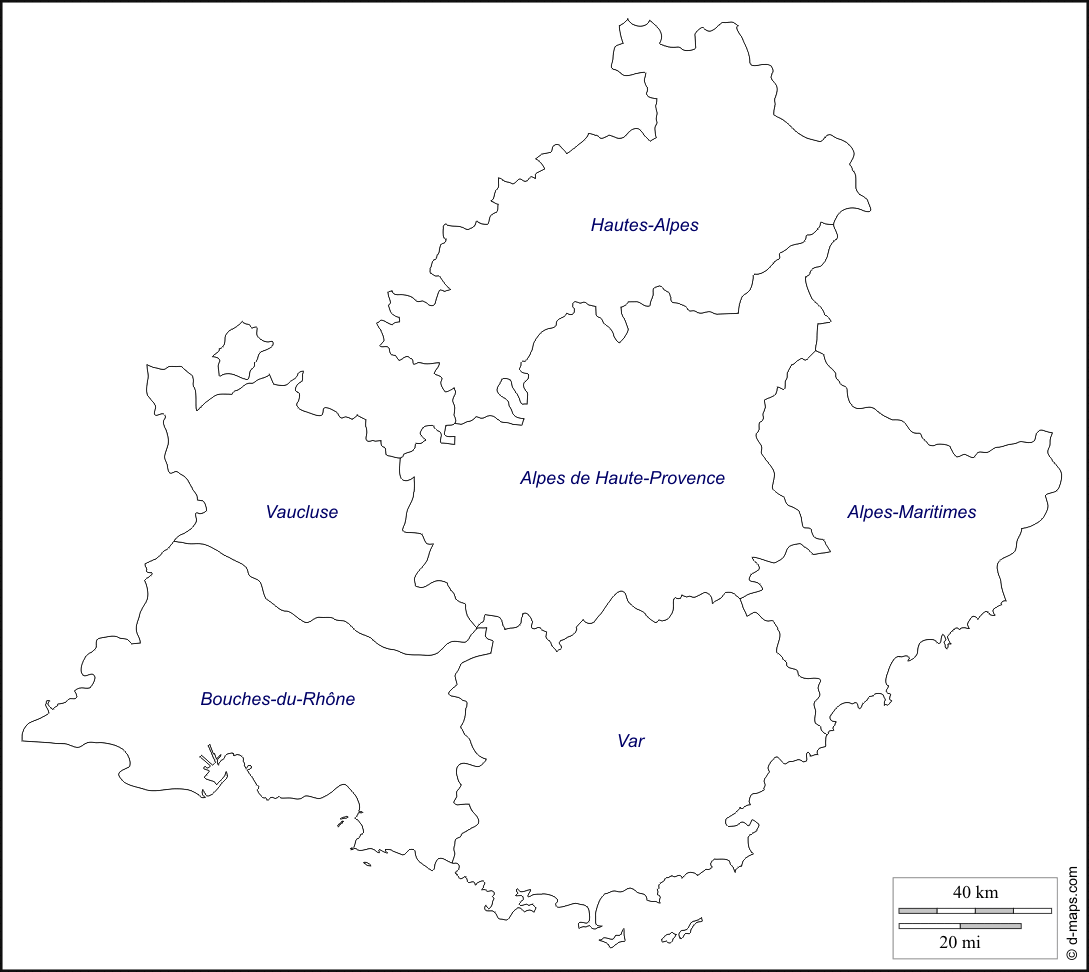 Hautes-Alpes
Alpes de Haute-Provence
Vaucluse
Alpes-Maritimes
Bouches-du-Rhône
Var
40 km
20 mi
© d-maps.com